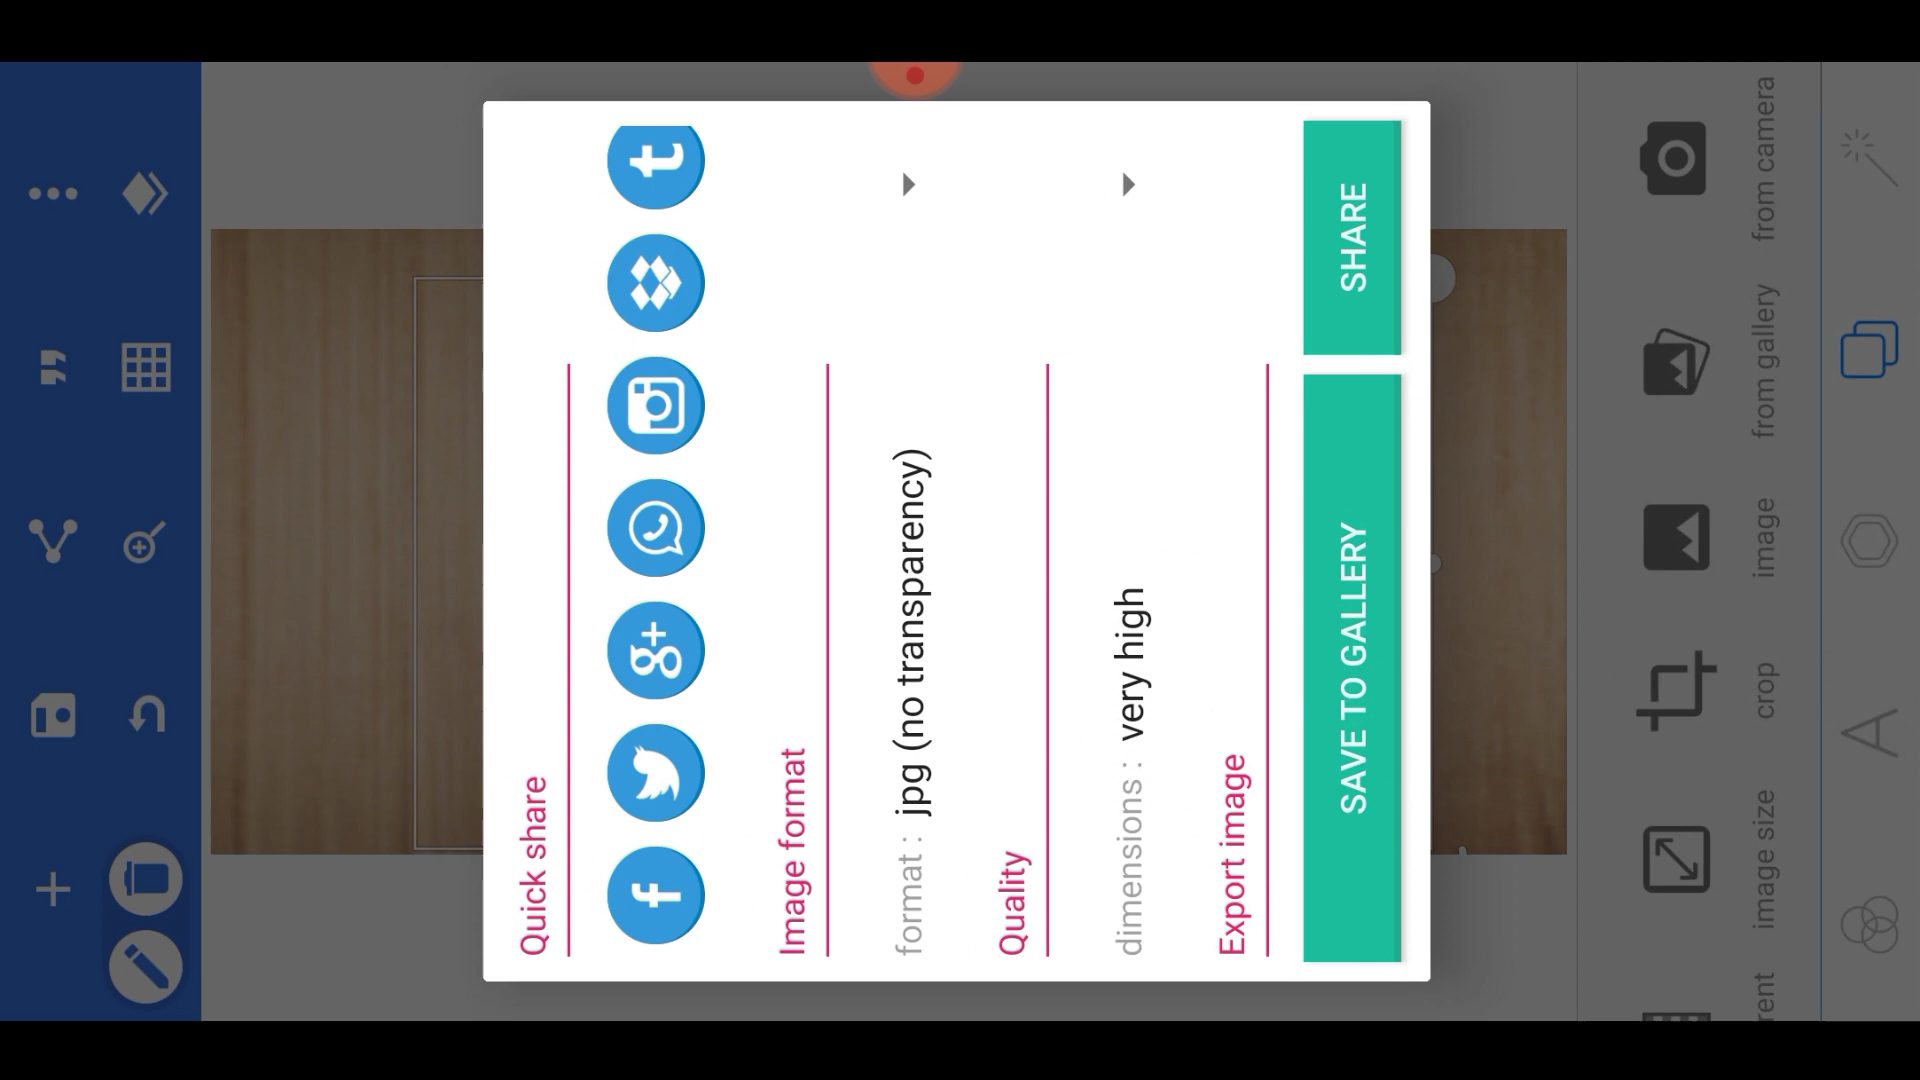 Quick share
Image format
format : jpg (no transparency)
Quality
dimensions : very high
Export image
SAVE TO GALLERY
SHARE
rent
image size
crop
image
from gallery
from camera